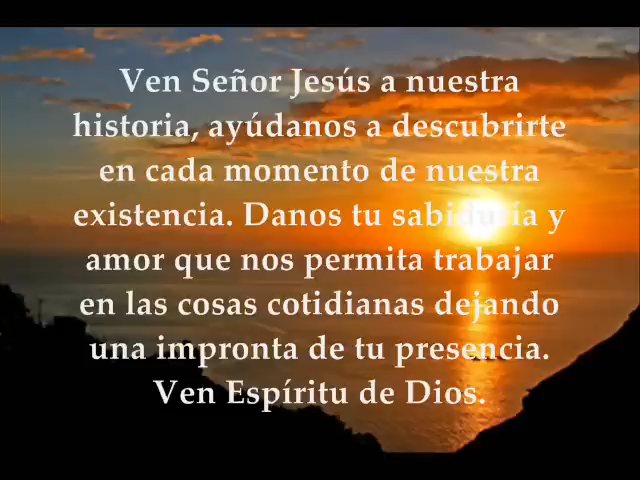 Ven Señor Jesús a nuestra
historia, ayúdanos a descubrirte
en cada momento de nuestra
existencia. Danos tu sabiduría y
amor que nos permita trabajar
en las cosas cotidianas dejando
una impronta de tu presencia.
Ven Espíritu de Dios.